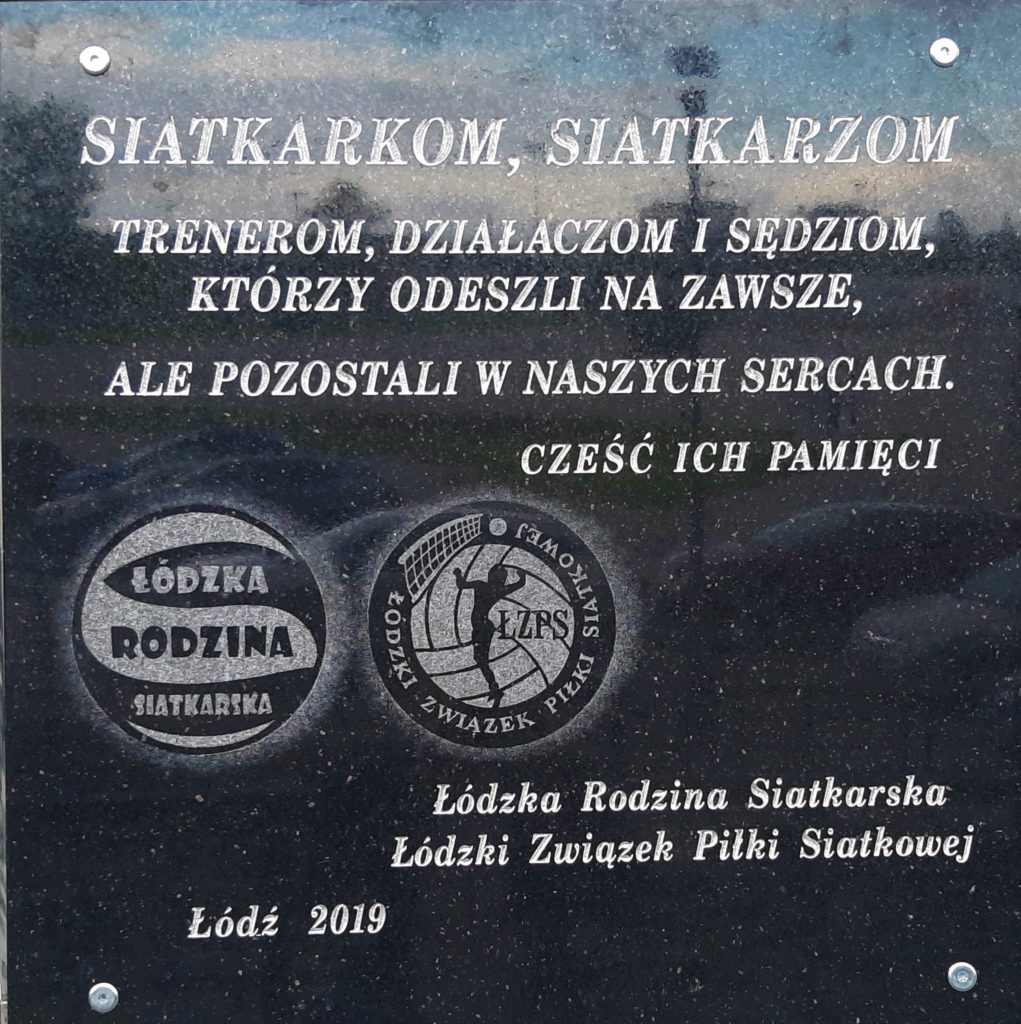 SIATKARKOM, SIATKARZOM
TRENEROM, DZIAŁACZOM I SĘDZIOM,
KTÓRZY ODESZLI NA ZAWSZE,
ALE POZOSTALI W NASZYCH SERCACH.
CZEŚĆ ICH PAMIĘCI
ŁÓDZKA
RODZINA
SIATKARSKA
ŁÓDZKI ZWIĄZEK PIŁKI SIATKOWEJ
ŁZPS
Łódzka Rodzina Siatkarska
Łódzki Związek Piłki Siatkowej
Łódź 2019